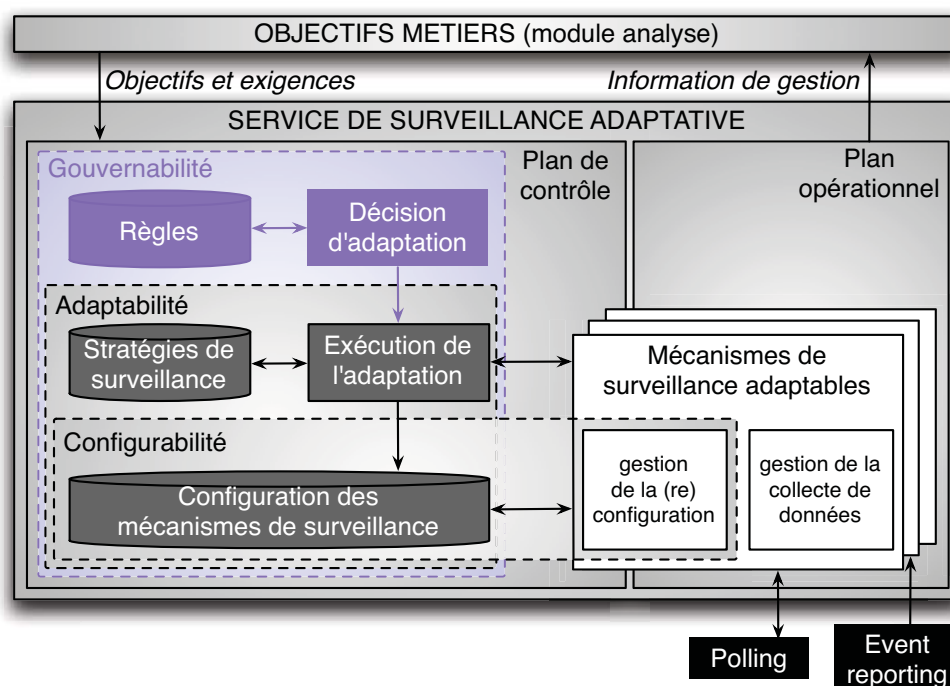 OBJECTIFS METIERS (module analyse)
Objectifs et exigences
Information de gestion
SERVICE DE SURVEILLANCE ADAPTATIVE
Gouvernabilité
Plan de
contrôle
Plan
opérationnel
Règles
Décision
d'adaptation
Adaptabilité
Stratégies de
surveillance
Exécution de
l'adaptation
Mécanismes de
surveillance adaptables
Configurabilité
Configuration des
mécanismes de surveillance
gestion
de la (re)
configuration
gestion de la
collecte de
données
Polling
Event
reporting